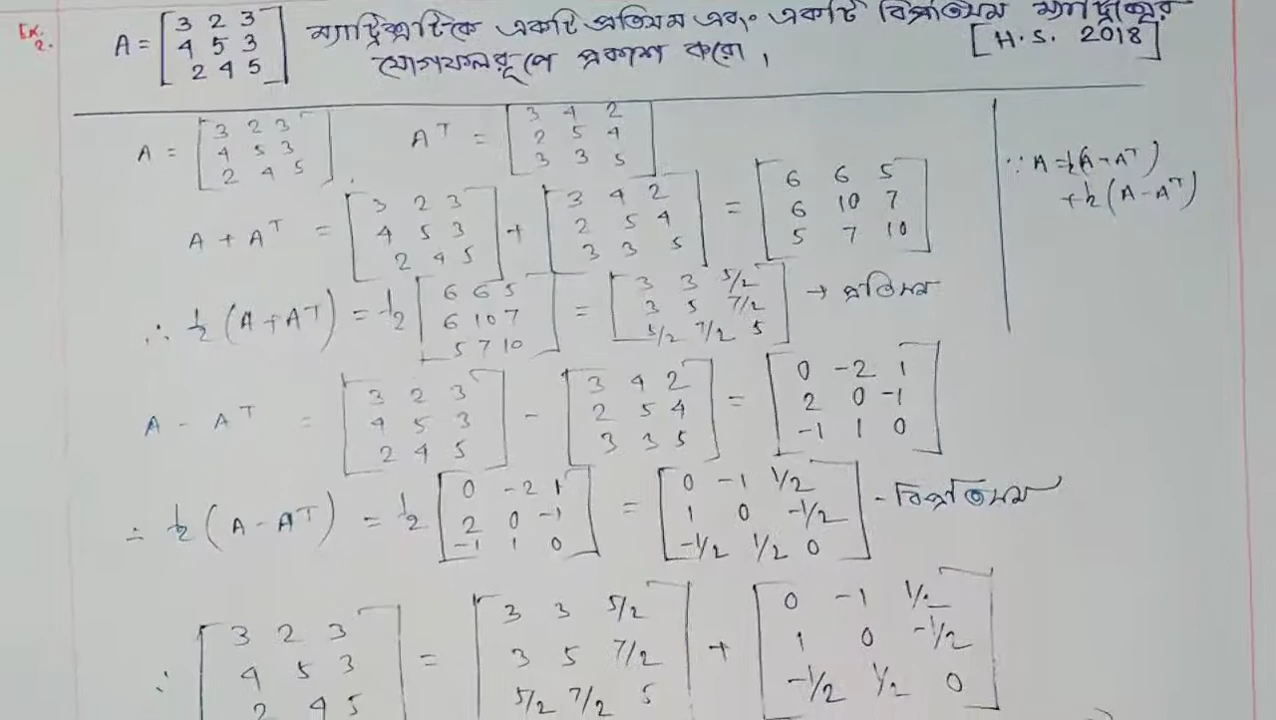 Ex. 2. A = [3 2 3; 4 5 3; 2 4 5] ম্যাট্রিক্সটিকে একটি প্রতিসম এবং একটি বিপ্রতিসম ম্যাট্রিক্সের
যোগফলরূপে প্রকাশ করো। [H.S. 2018]
A = [3 2 3; 4 5 3; 2 4 5]. A^T = [3 4 2; 2 5 4; 3 3 5]
∵ A = ½(A-A^T)
+½(A-A^T)
A + A^T = [3 2 3; 4 5 3; 2 4 5] + [3 4 2; 2 5 4; 3 3 5] = [6 6 5; 6 10 7; 5 7 10]
∴ ½(A+A^T) = ½[6 6 5; 6 10 7; 5 7 10] = [3 3 5/2; 3 5 7/2; 5/2 7/2 5] → প্রতিসম
A - A^T = [3 2 3; 4 5 3; 2 4 5] - [3 4 2; 2 5 4; 3 3 5] = [0 -2 1; 2 0 -1; -1 1 0]
∴ ½(A-A^T) = ½[0 -2 1; 2 0 -1; -1 1 0] = [0 -1 1/2; 1 0 -1/2; -1/2 1/2 0] - বিপ্রতিসম
∴ [3 2 3; 4 5 3; 2 4 5] = [3 3 5/2; 3 5 7/2; 5/2 7/2 5] + [0 -1 1/2; 1 0 -1/2; -1/2 1/2 0]